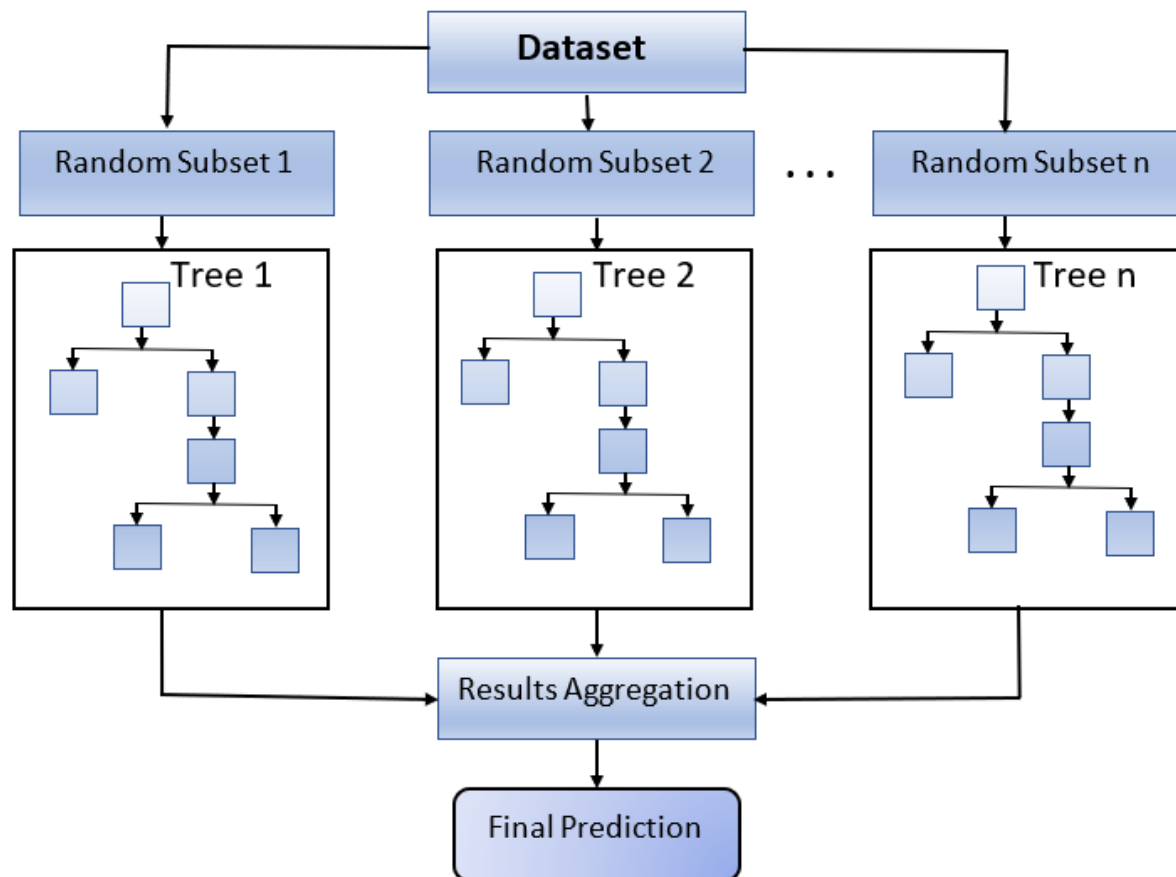 Dataset
Random Subset 1
Random Subset 2
...
Random Subset n
Tree 1
Tree 2
Tree n
Results Aggregation
Final Prediction